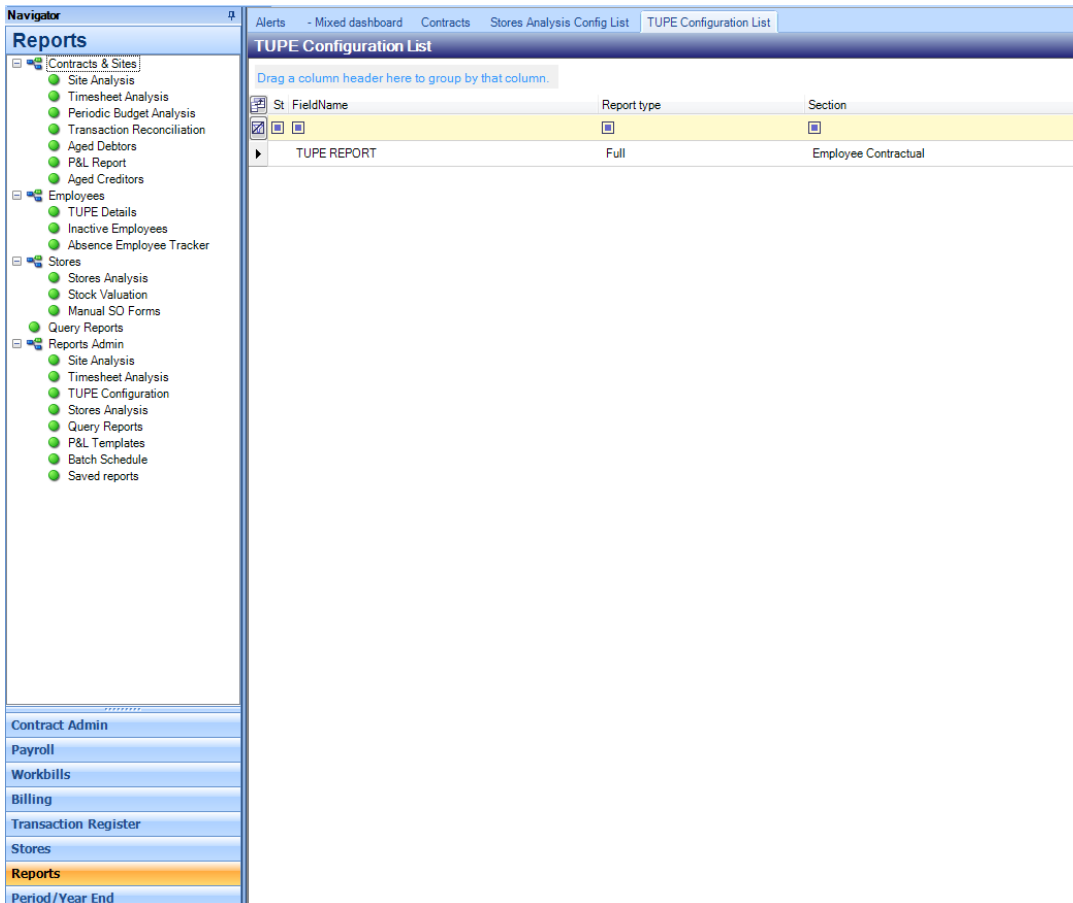 Navigator
Reports
Contracts & Sites
Site Analysis
Timesheet Analysis
Periodic Budget Analysis
Transaction Reconciliation
Aged Debtors
P&L Report
Aged Creditors
Employees
TUPE Details
Inactive Employees
Absence Employee Tracker
Stores
Stores Analysis
Stock Valuation
Manual SO Forms
Query Reports
Reports Admin
Site Analysis
Timesheet Analysis
TUPE Configuration
Stores Analysis
Query Reports
P&L Templates
Batch Schedule
Saved reports
Contract Admin
Payroll
Workbills
Billing
Transaction Register
Stores
Reports
Period/Year End
Alerts - Mixed dashboard Contracts Stores Analysis Config List TUPE Configuration List
TUPE Configuration List
Drag a column header here to group by that column.
St FieldName Report type Section
TUPE REPORT Full Employee Contractual